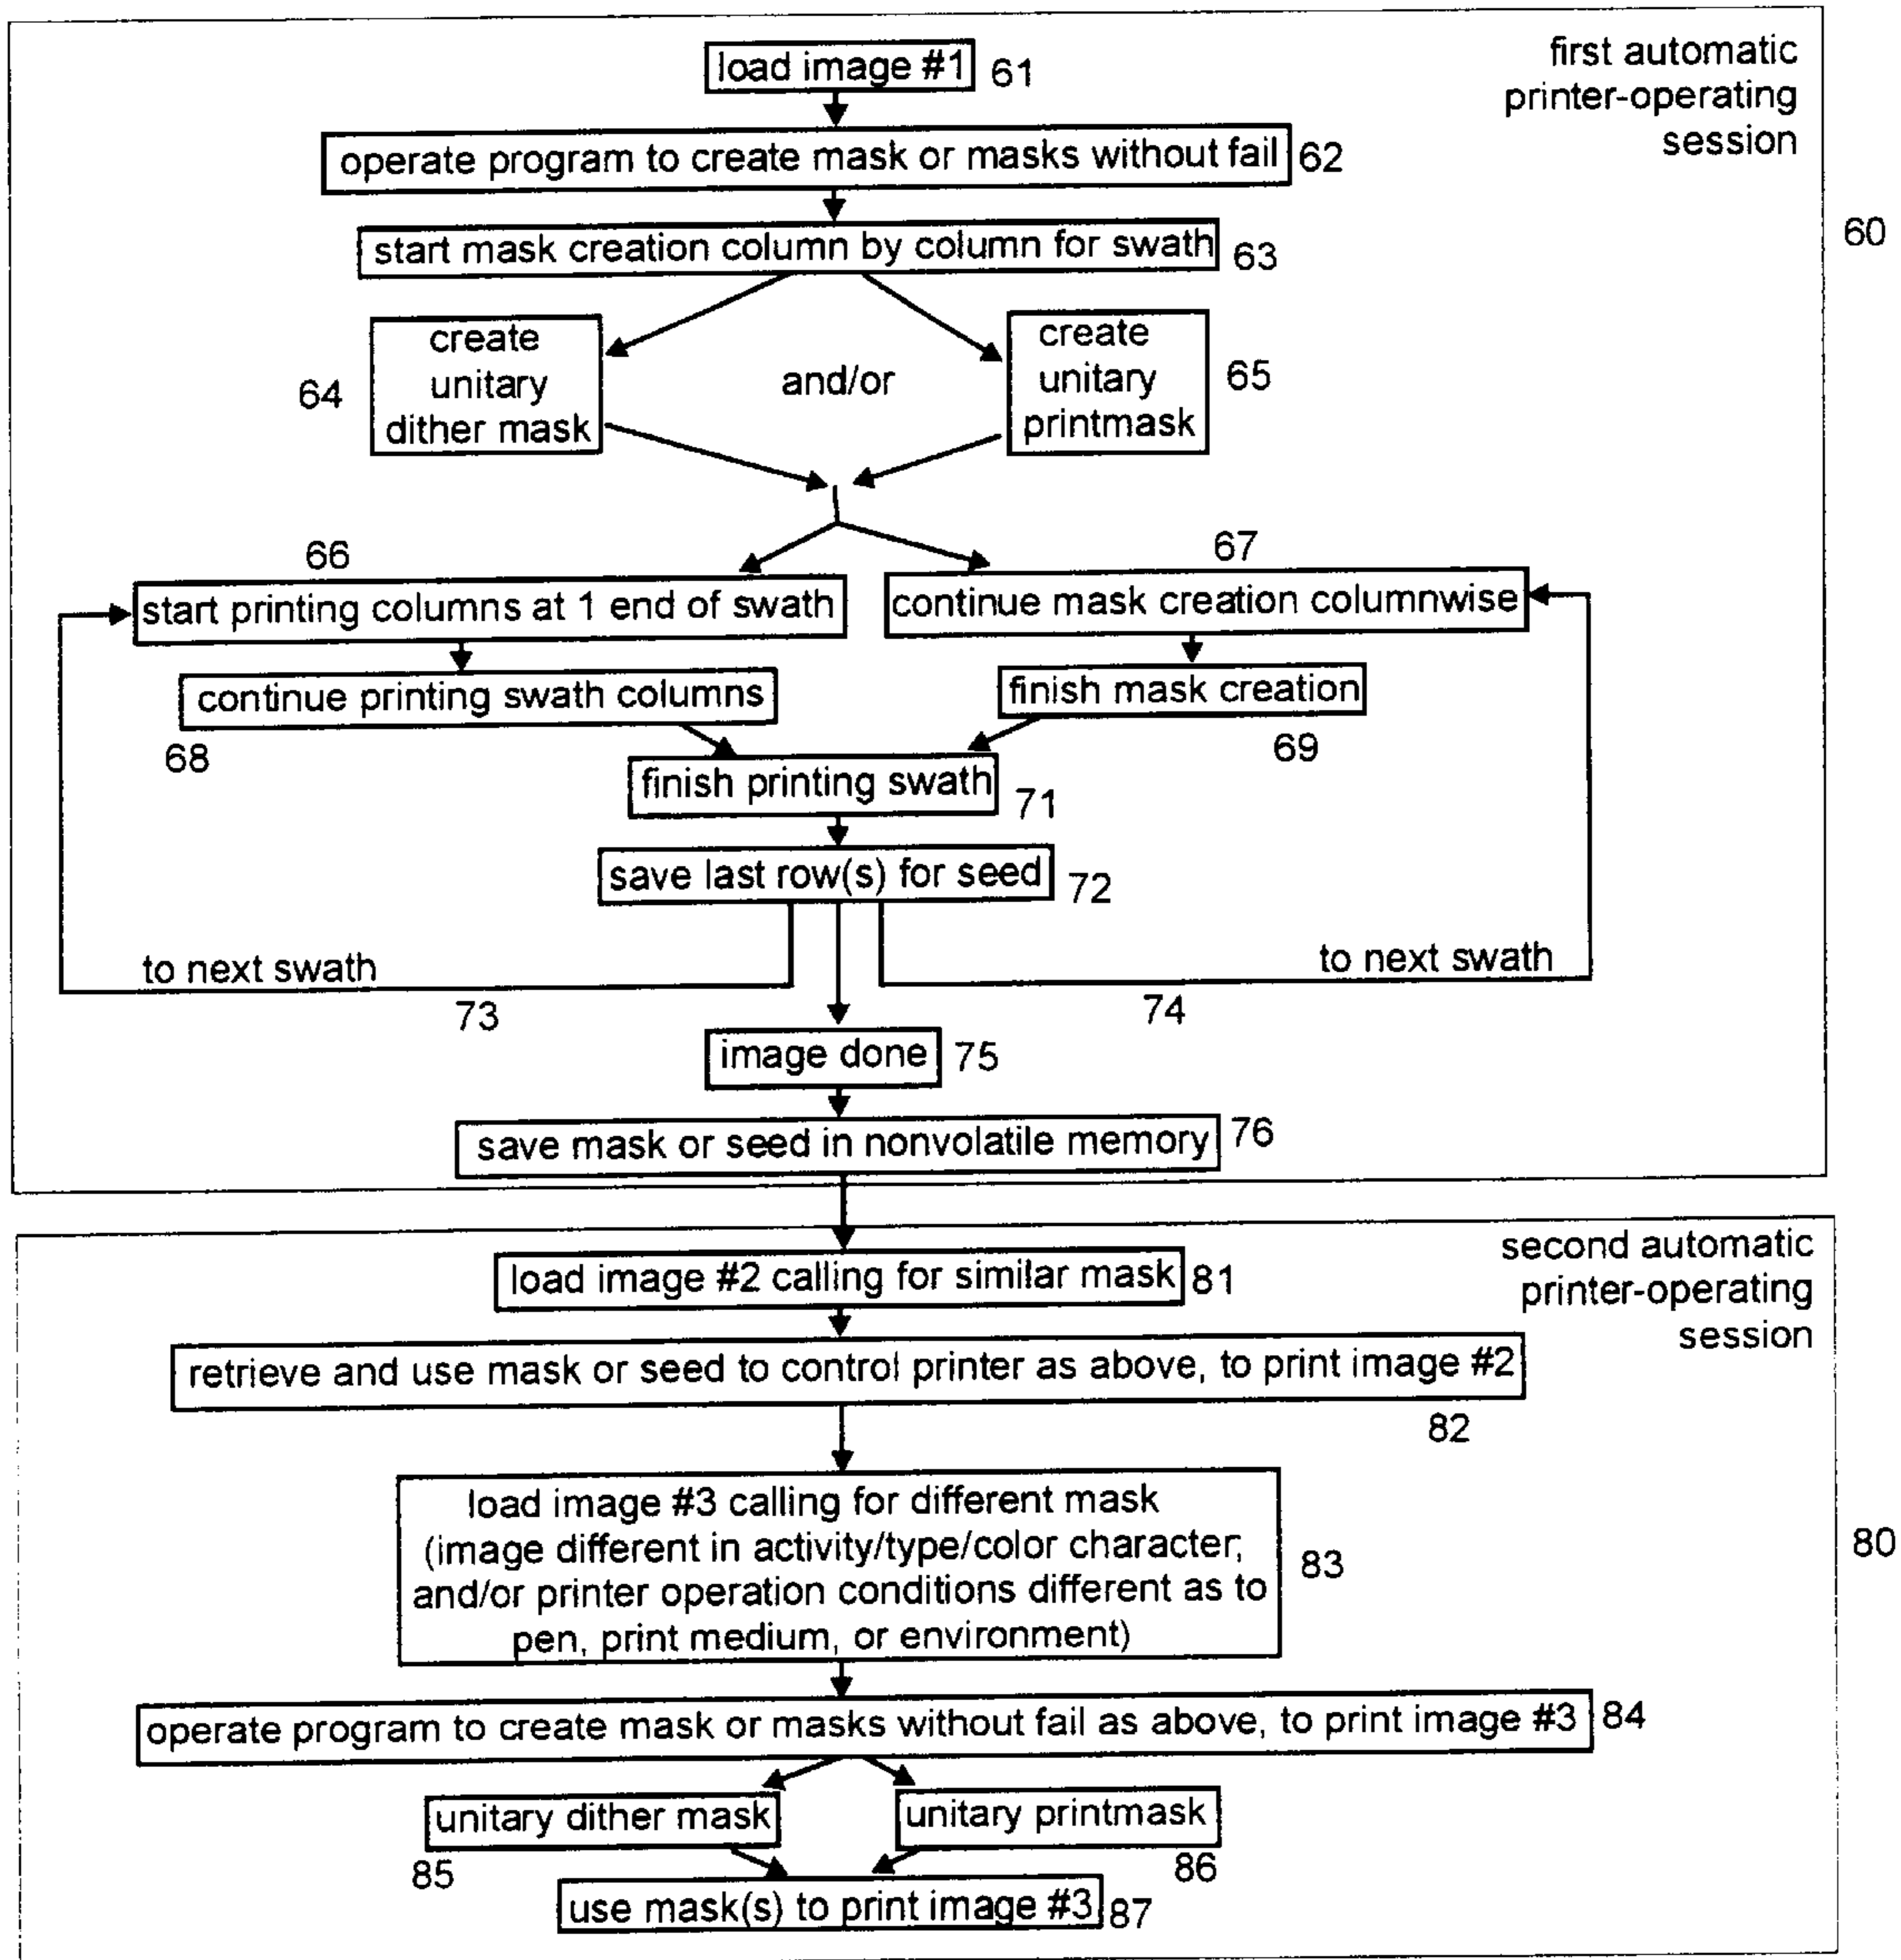 first automatic
printer-operating
session
60
load image #1 61
operate program to create mask or masks without fail 62
start mask creation column by column for swath 63
create
unitary
dither mask
64
and/or
create
unitary
printmask
65
66
start printing columns at 1 end of swath
67
continue mask creation columnwise
continue printing swath columns
68
finish mask creation
69
finish printing swath 71
save last row(s) for seed 72
to next swath
73
to next swath
74
image done 75
save mask or seed in nonvolatile memory 76
second automatic
printer-operating
session
80
load image #2 calling for similar mask 81
retrieve and use mask or seed to control printer as above, to print image #2
82
load image #3 calling for different mask
(image different in activity/type/color character,
and/or printer operation conditions different as to
pen, print medium, or environment)
83
operate program to create mask or masks without fail as above, to print image #3 84
unitary dither mask
85
unitary printmask
86
use mask(s) to print image #3 87